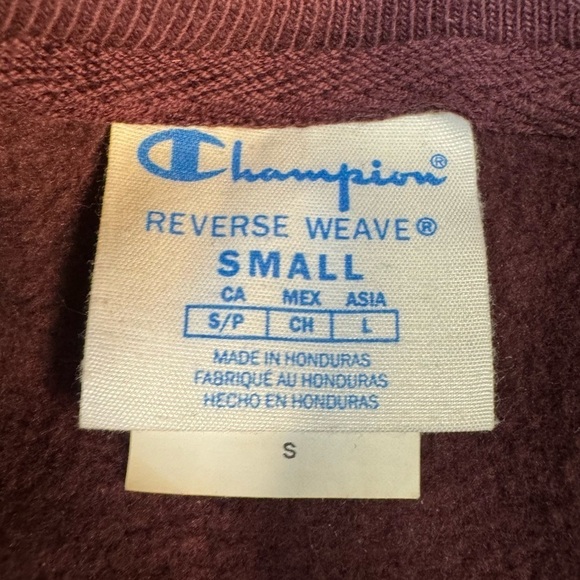 Champion®
REVERSE WEAVE®
SMALL
CA MEX ASIA
S/P CH L
MADE IN HONDURAS
FABRIQUÉ AU HONDURAS
HECHO EN HONDURAS
S